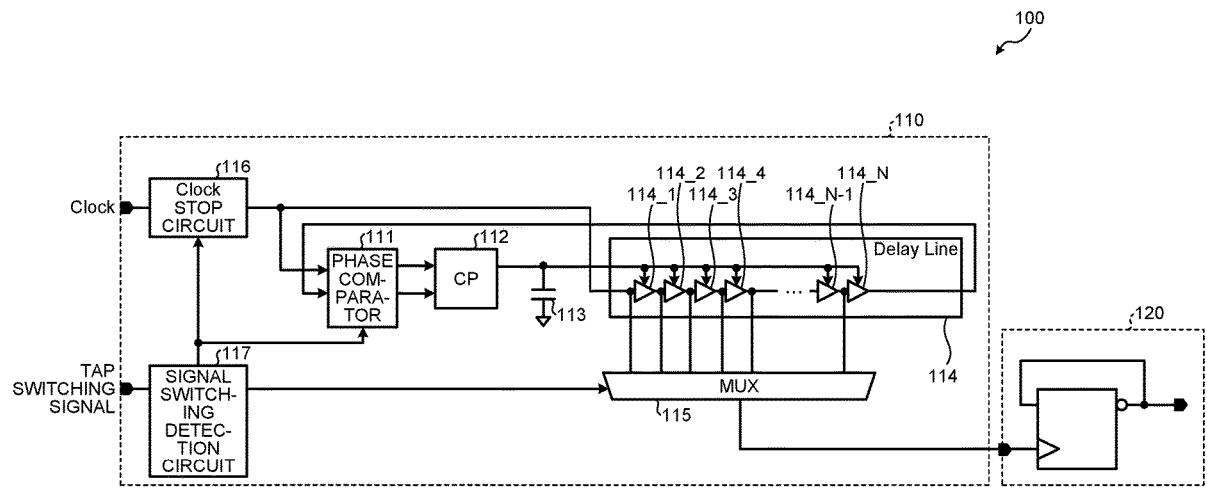 100
110
116
Clock
Clock
STOP
CIRCUIT
114_1
114_2
114_3
114_4
114_N-1
114_N
Delay Line
111
PHASE
COM-
PARA-
TOR
112
CP
113
114
117
TAP
SWITCHING
SIGNAL
SIGNAL
SWITCH-
ING
DETEC-
TION
CIRCUIT
...
MUX
115
120